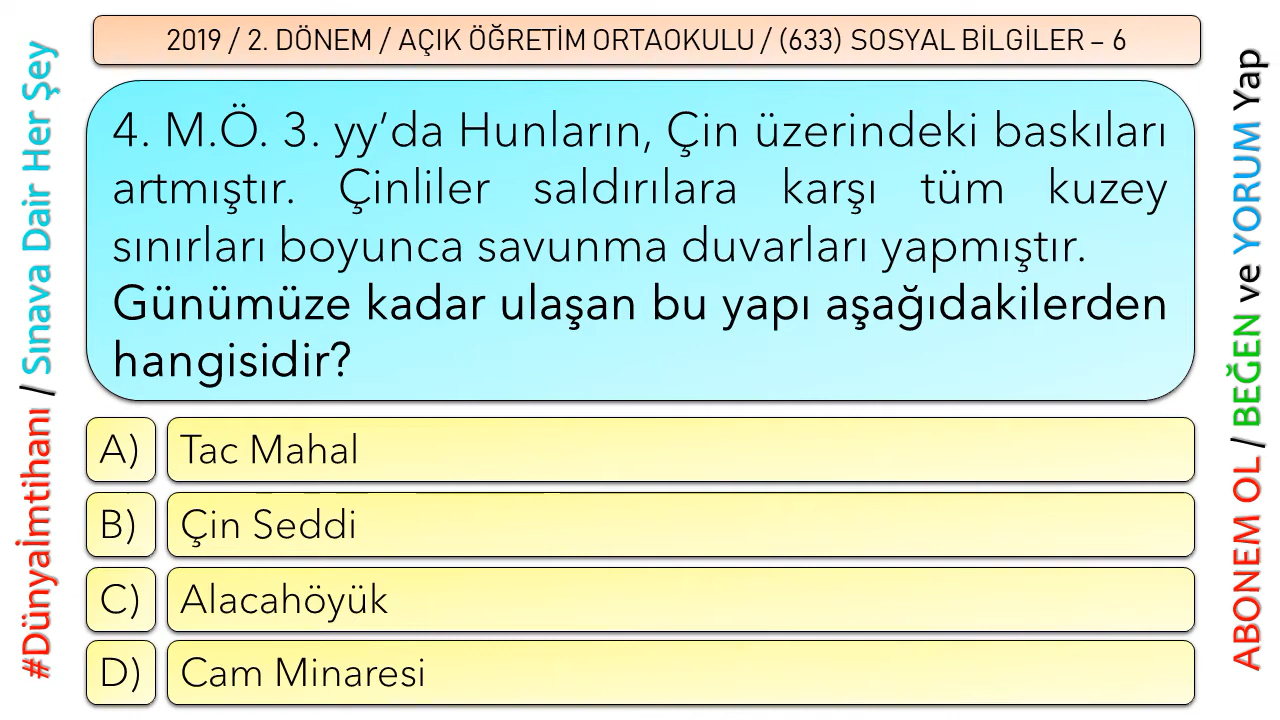 2019 / 2. DÖNEM / AÇIK ÖĞRETİM ORTAOKULU / (633) SOSYAL BİLGİLER – 6
4. M.Ö. 3. yy’da Hunların, Çin üzerindeki baskıları
artmıştır. Çinliler saldırılara karşı tüm kuzey
sınırları boyunca savunma duvarları yapmıştır.
Günümüze kadar ulaşan bu yapı aşağıdakilerden
hangisidir?
A) Tac Mahal
B) Çin Seddi
C) Alacahöyük
D) Cam Minaresi
#Dünyaİmtihanı / Sınava Dair Her Şey
ABONEM OL / BEĞEN ve YORUM Yap